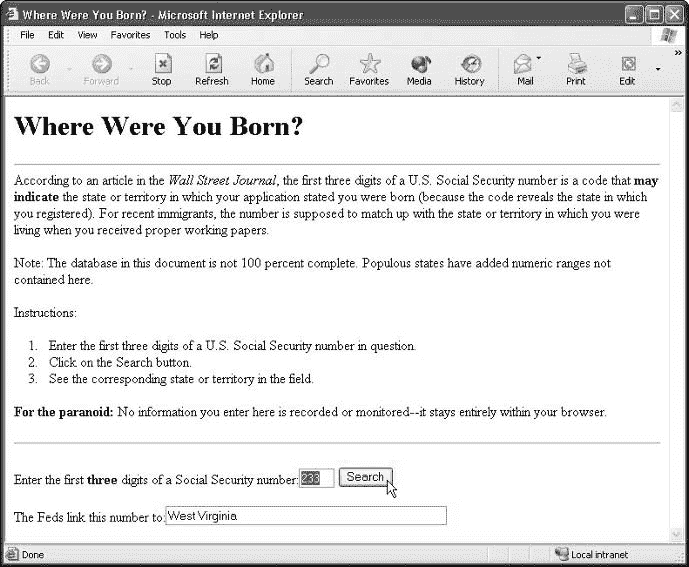 Where Were You Born? - Microsoft Internet Explorer
File Edit View Favorites Tools Help
»
Back Forward Stop Refresh Home Search Favorites Media History Mail Print Edit
Where Were You Born?
According to an article in the Wall Street Journal, the first three digits of a U.S. Social Security number is a code that may
indicate the state or territory in which your application stated you were born (because the code reveals the state in which
you registered). For recent immigrants, the number is supposed to match up with the state or territory in which you were
living when you received proper working papers.
Note: The database in this document is not 100 percent complete. Populous states have added numeric ranges not
contained here.
Instructions:
1. Enter the first three digits of a U.S. Social Security number in question.
2. Click on the Search button.
3. See the corresponding state or territory in the field.
For the paranoid: No information you enter here is recorded or monitored--it stays entirely within your browser.
Enter the first three digits of a Social Security number: 233 Search
The Feds link this number to: West Virginia
Done Local intranet